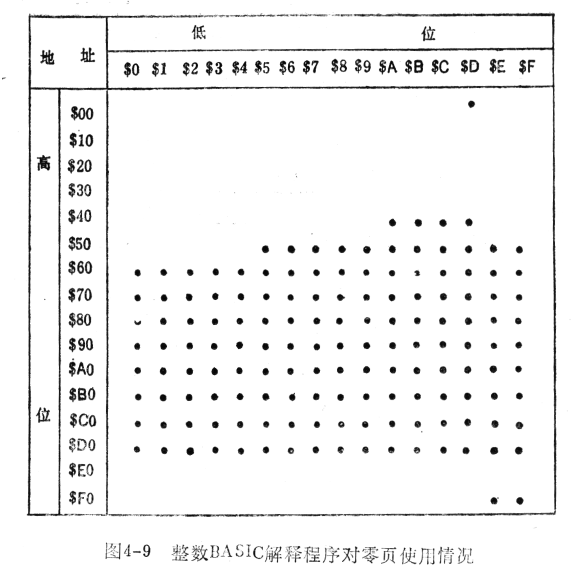 低 位
地 址
$0 $1 $2 $3 $4 $5 $6 $7 $8 $9 $A $B $C $D $E $F
$00
$10
高 $20
$30
$40
$50
$60
$70
$80
$90
$A0
$B0
位 $C0
$D0
$E0
$F0
图4-9 整数BASIC解释程序对零页使用情况